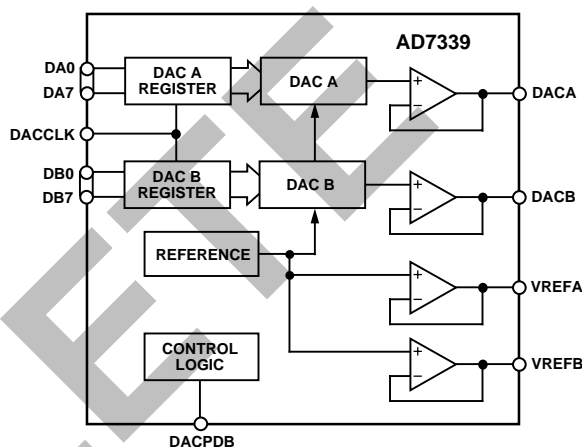 AD7339
DA0
DA7
DAC A
REGISTER
DAC A
+
−
DACA
DACCLK
DB0
DB7
DAC B
REGISTER
DAC B
+
−
DACB
REFERENCE
+
−
VREFA
CONTROL
LOGIC
+
−
VREFB
DACPDB
ETE